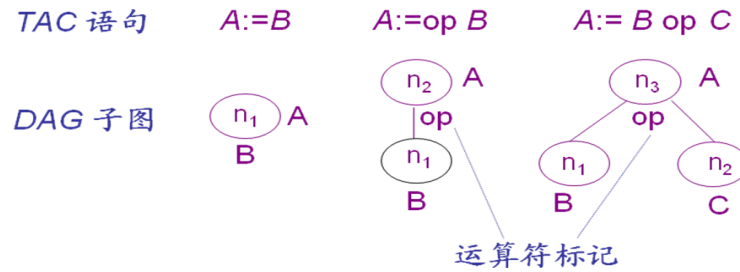 TAC 语句 A:=B A:=op B A:= B op C
n₂ A n₃ A
DAG 子图 n₁ A op op
B n₁ n₁ n₂
B B C
运算符标记